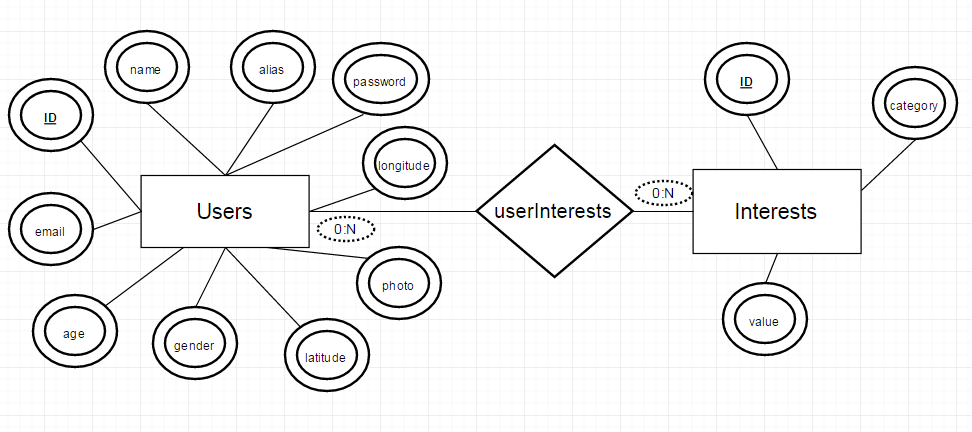 name
alias
password
ID
ID
category
longitude
Users
0:N
userInterests
0:N
Interests
email
photo
age
gender
latitude
value